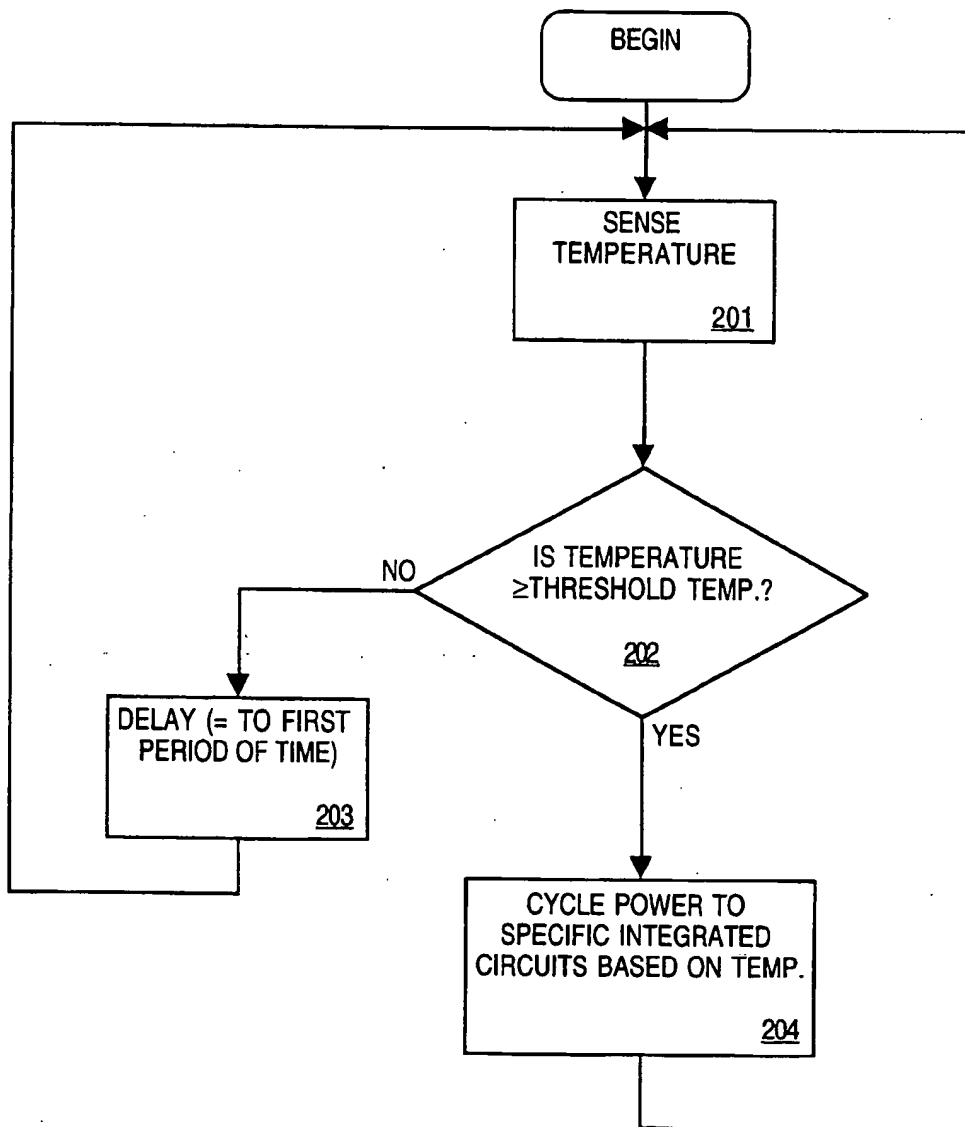 BEGIN
SENSE
TEMPERATURE
201
IS TEMPERATURE
≥THRESHOLD TEMP.?
202
NO
YES
DELAY (= TO FIRST
PERIOD OF TIME)
203
CYCLE POWER TO
SPECIFIC INTEGRATED
CIRCUITS BASED ON TEMP.
204